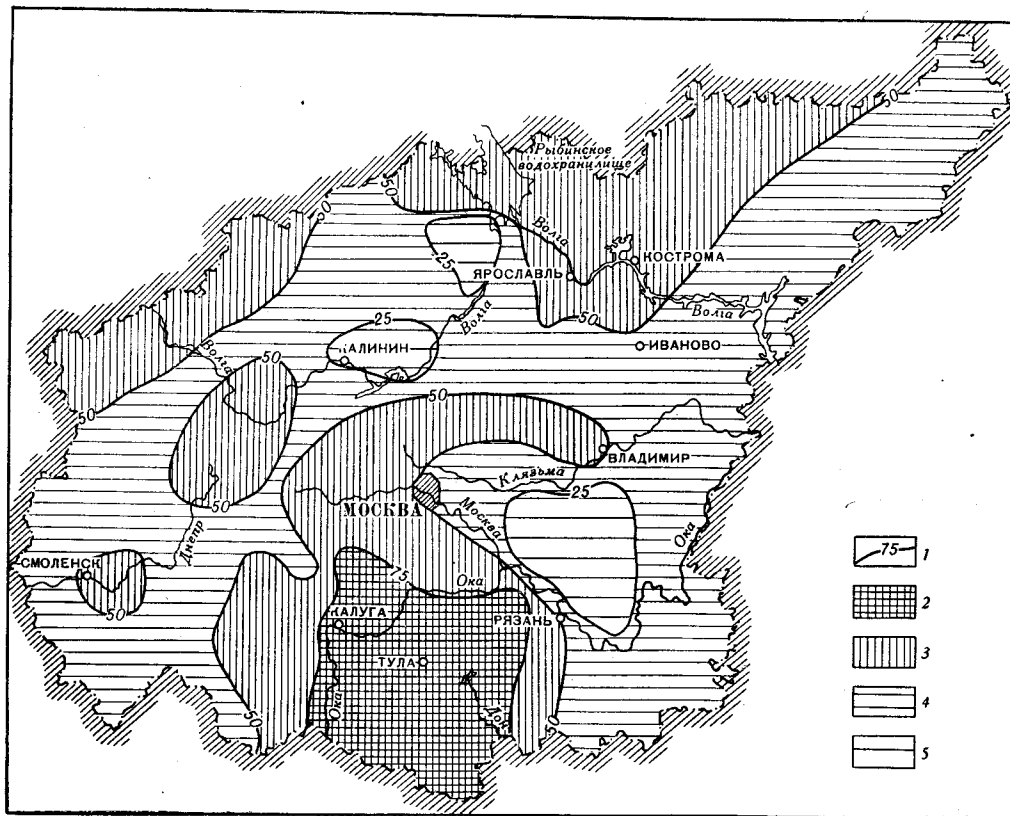 50
Рыбинское
водохранилище
50
50
Волга
25
КОСТРОМА
ЯРОСЛАВЛЬ
Волга
Волга
50
25
ИВАНОВО
КАЛИНИН
Волга
50
50
50
ВЛАДИМИР
Клязьма
25
МОСКВА
Москва
Ока
50
Днепр
СМОЛЕНСК
50
75
Ока
КАЛУГА
РЯЗАНЬ
ТУЛА
Ока
Дон
50
50
75 1
2
3
4
5